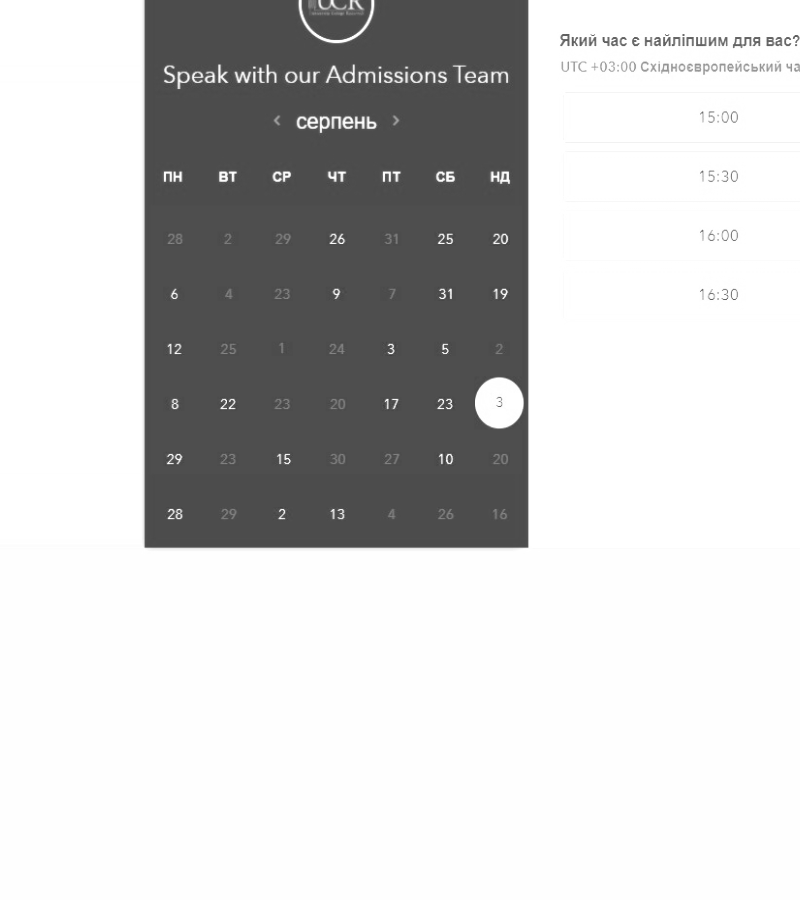 UCR
Speak with our Admissions Team
‹ серпень ›
ПН ВТ СР ЧТ ПТ СБ НД
28 2 29 26 31 25 20
6 4 23 9 7 31 19
12 25 1 24 3 5 2
8 22 23 20 17 23 3
29 23 15 30 27 10 20
28 29 2 13 4 26 16
Який час є найліпшим для вас?
UTC +03:00 Східноєвропейський ча
15:00
15:30
16:00
16:30